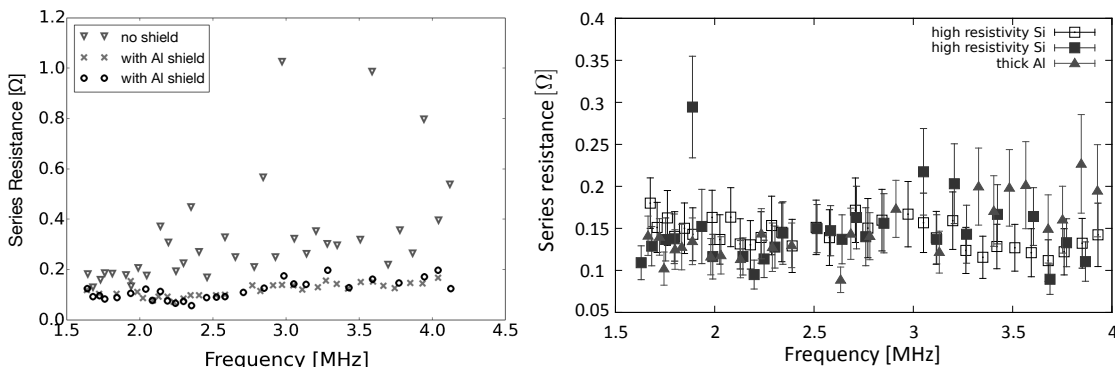 1.2
1.0
0.8
0.6
0.4
0.2
0.0
Series Resistance [Ω]
no shield
with Al shield
with Al shield
1.5 2.0 2.5 3.0 3.5 4.0 4.5
Frequency [MHz]
0.4
0.35
0.3
0.25
0.2
0.15
0.1
0.05
Series resistance [Ω]
high resistivity Si
high resistivity Si
thick Al
1.5 2 2.5 3 3.5 4
Frequency [MHz]